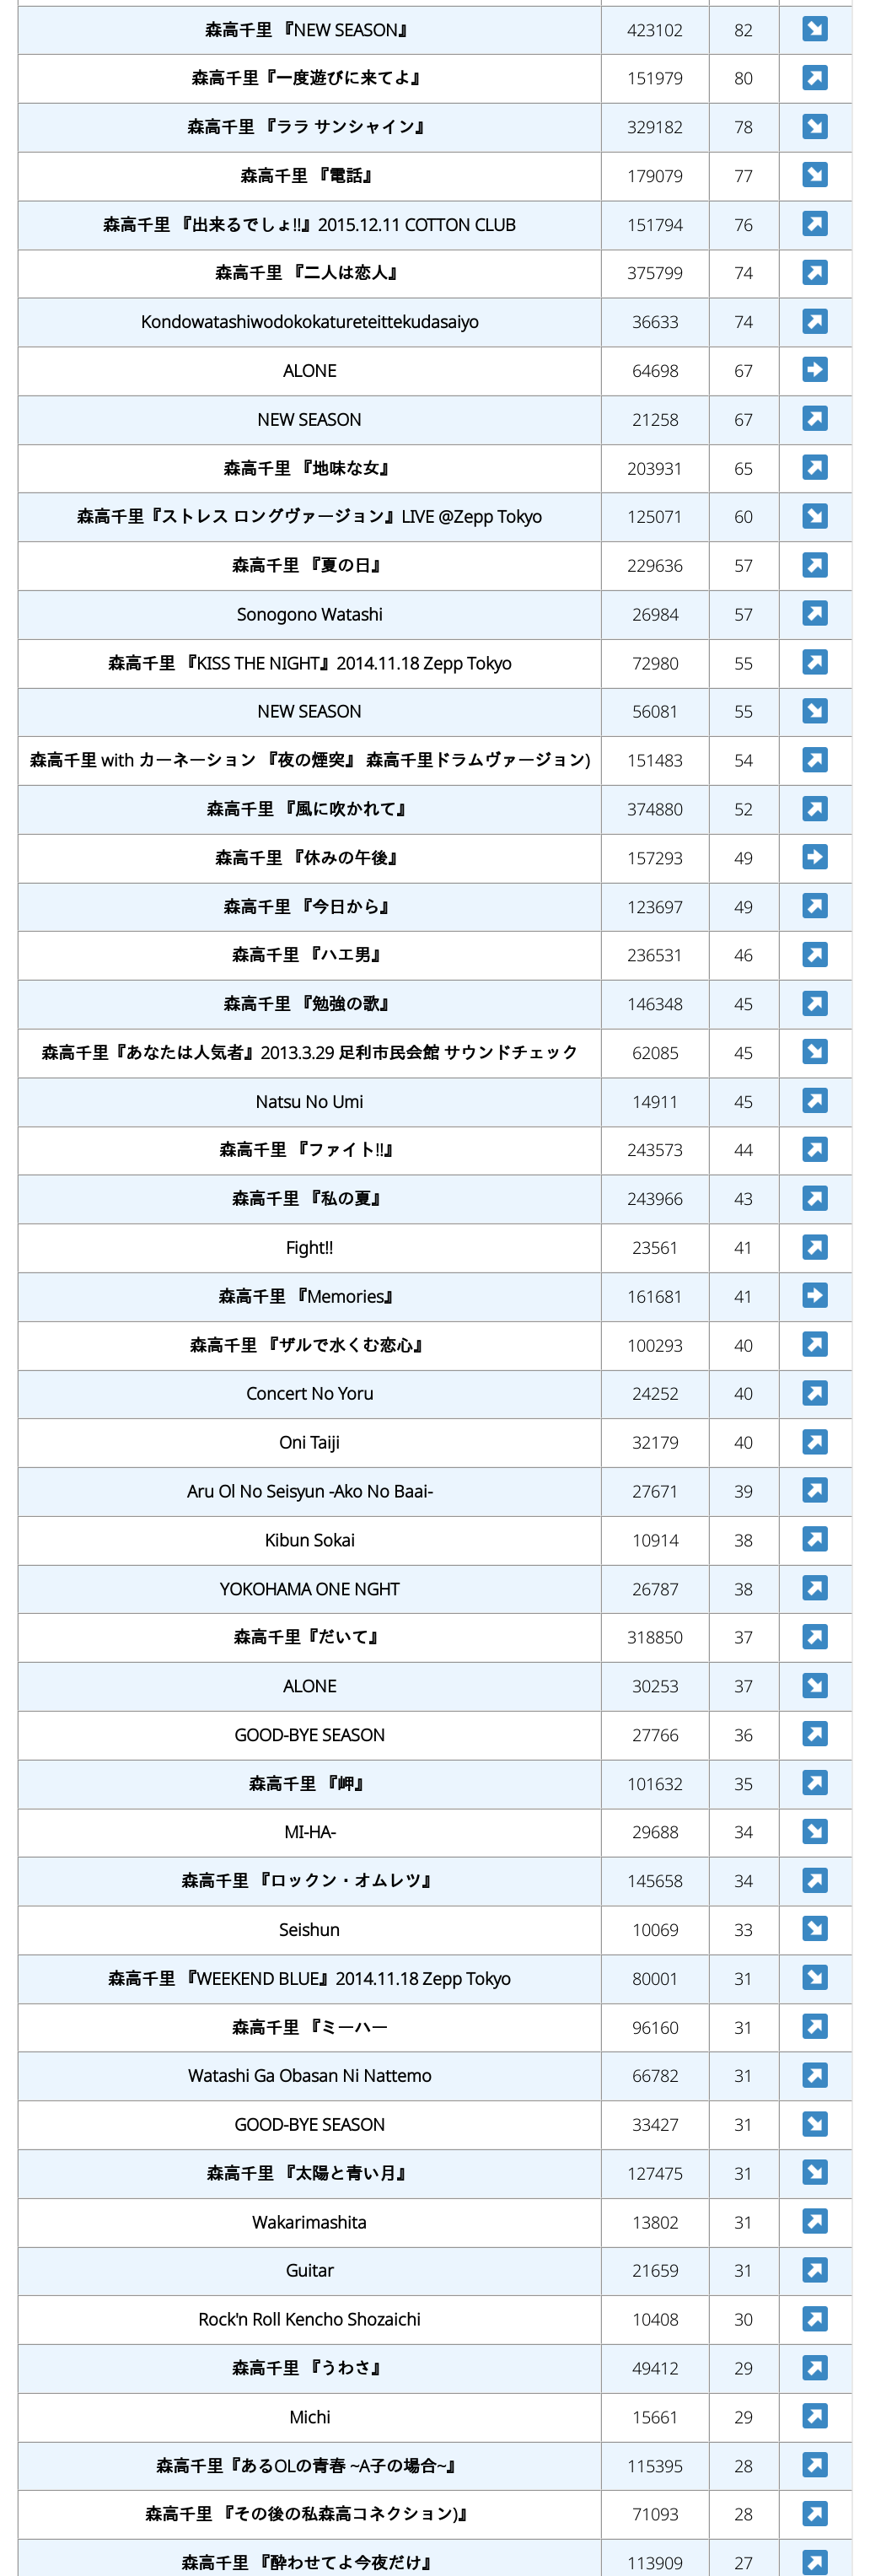 森高千里 『NEW SEASON』 423102 82
森高千里『一度遊びに来てよ』 151979 80
森高千里 『ララ サンシャイン』 329182 78
森高千里 『電話』 179079 77
森高千里 『出来るでしょ!!』2015.12.11 COTTON CLUB 151794 76
森高千里 『二人は恋人』 375799 74
Kondowatashiwodokokatureteittekudasaiyo 36633 74
ALONE 64698 67
NEW SEASON 21258 67
森高千里 『地味な女』 203931 65
森高千里『ストレス ロングヴァージョン』LIVE @Zepp Tokyo 125071 60
森高千里 『夏の日』 229636 57
Sonogono Watashi 26984 57
森高千里 『KISS THE NIGHT』2014.11.18 Zepp Tokyo 72980 55
NEW SEASON 56081 55
森高千里 with カーネーション 『夜の煙突』 森高千里ドラムヴァージョン) 151483 54
森高千里 『風に吹かれて』 374880 52
森高千里 『休みの午後』 157293 49
森高千里 『今日から』 123697 49
森高千里 『ハエ男』 236531 46
森高千里 『勉強の歌』 146348 45
森高千里『あなたは人気者』2013.3.29 足利市民会館 サウンドチェック 62085 45
Natsu No Umi 14911 45
森高千里 『ファイト!!』 243573 44
森高千里 『私の夏』 243966 43
Fight!! 23561 41
森高千里 『Memories』 161681 41
森高千里 『ザルで水くむ恋心』 100293 40
Concert No Yoru 24252 40
Oni Taiji 32179 40
Aru Ol No Seisyun -Ako No Baai- 27671 39
Kibun Sokai 10914 38
YOKOHAMA ONE NGHT 26787 38
森高千里『だいて』 318850 37
ALONE 30253 37
GOOD-BYE SEASON 27766 36
森高千里 『岬』 101632 35
MI-HA- 29688 34
森高千里 『ロックン・オムレツ』 145658 34
Seishun 10069 33
森高千里 『WEEKEND BLUE』2014.11.18 Zepp Tokyo 80001 31
森高千里 『ミーハー 96160 31
Watashi Ga Obasan Ni Nattemo 66782 31
GOOD-BYE SEASON 33427 31
森高千里 『太陽と青い月』 127475 31
Wakarimashita 13802 31
Guitar 21659 31
Rock'n Roll Kencho Shozaichi 10408 30
森高千里 『うわさ』 49412 29
Michi 15661 29
森高千里『あるOLの青春 ~A子の場合~』 115395 28
森高千里 『その後の私森高コネクション)』 71093 28
森高千里 『酔わせてよ今夜だけ』 113909 27